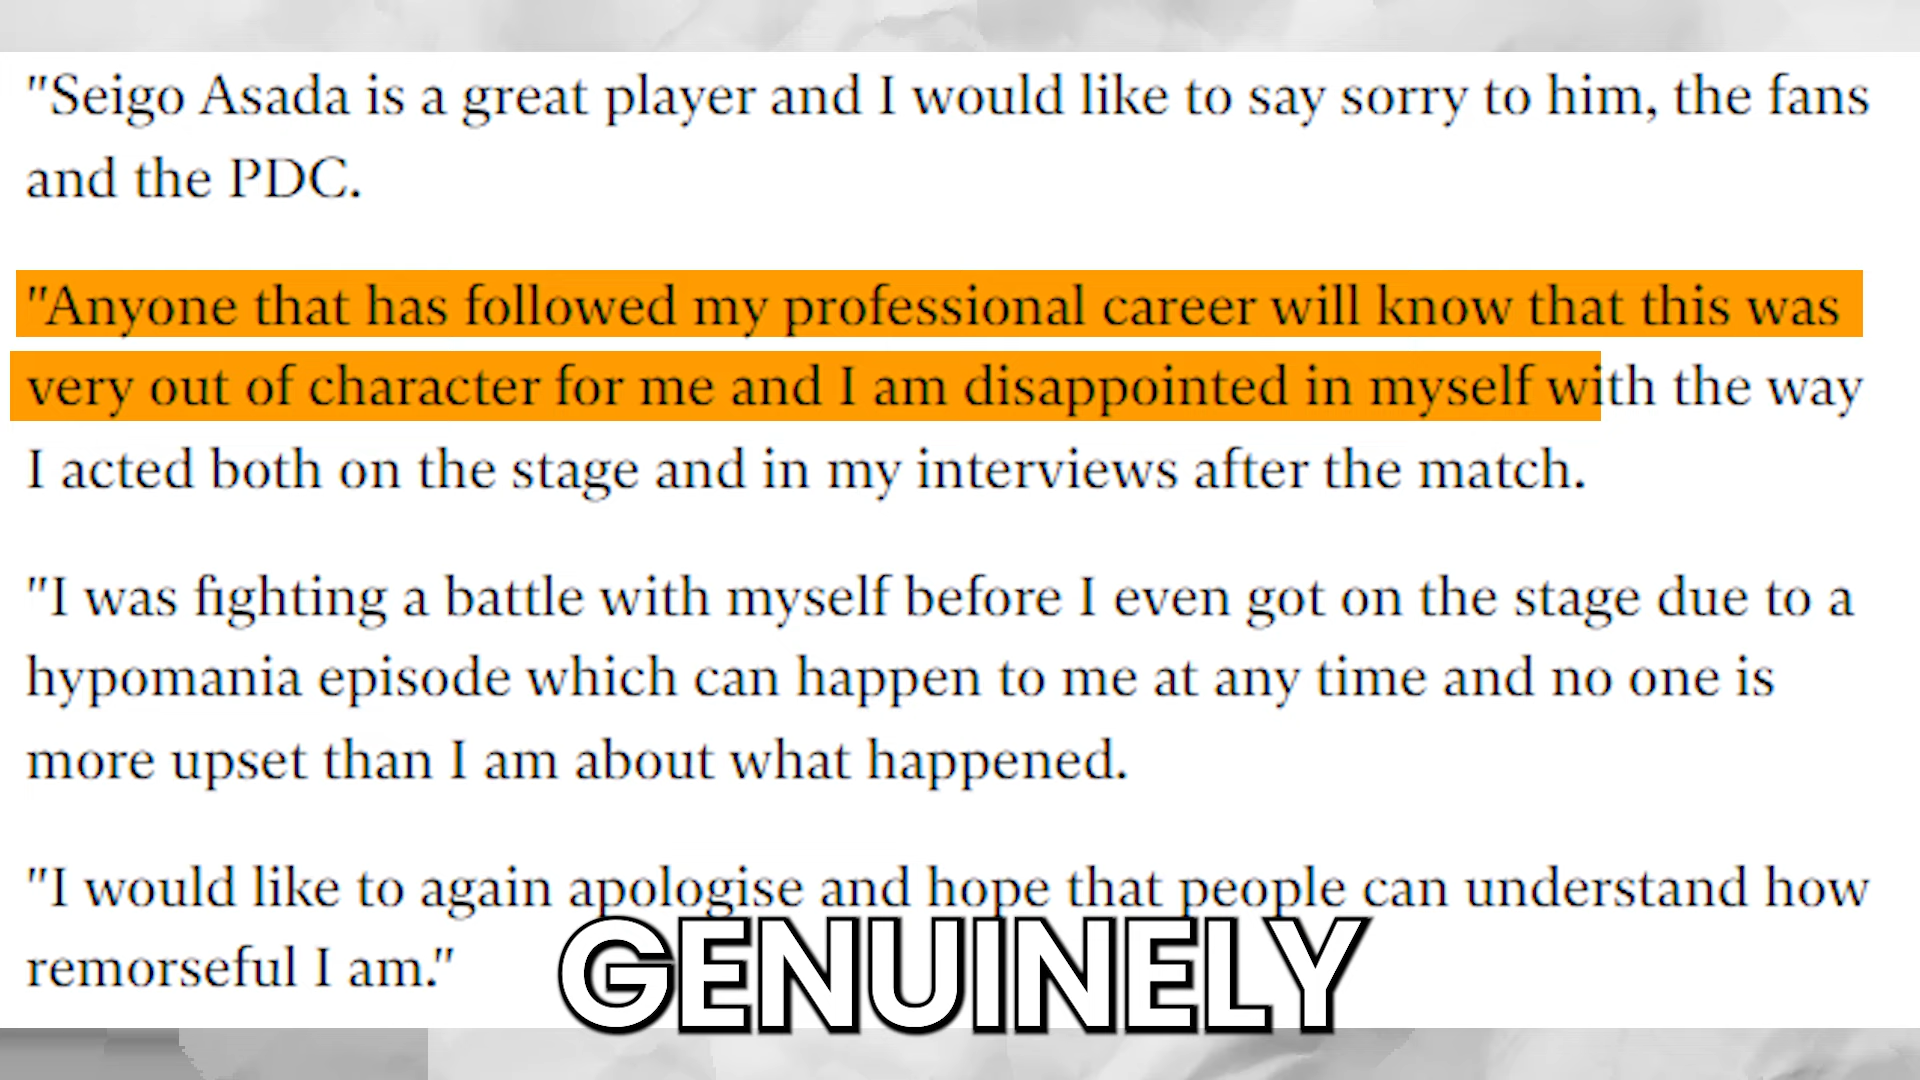 "Seigo Asada is a great player and I would like to say sorry to him, the fans
and the PDC.
"Anyone that has followed my professional career will know that this was
very out of character for me and I am disappointed in myself with the way
I acted both on the stage and in my interviews after the match.
"I was fighting a battle with myself before I even got on the stage due to a
hypomania episode which can happen to me at any time and no one is
more upset than I am about what happened.
"I would like to again apologise and hope that people can understand how
remorseful I am."
GENUINELY